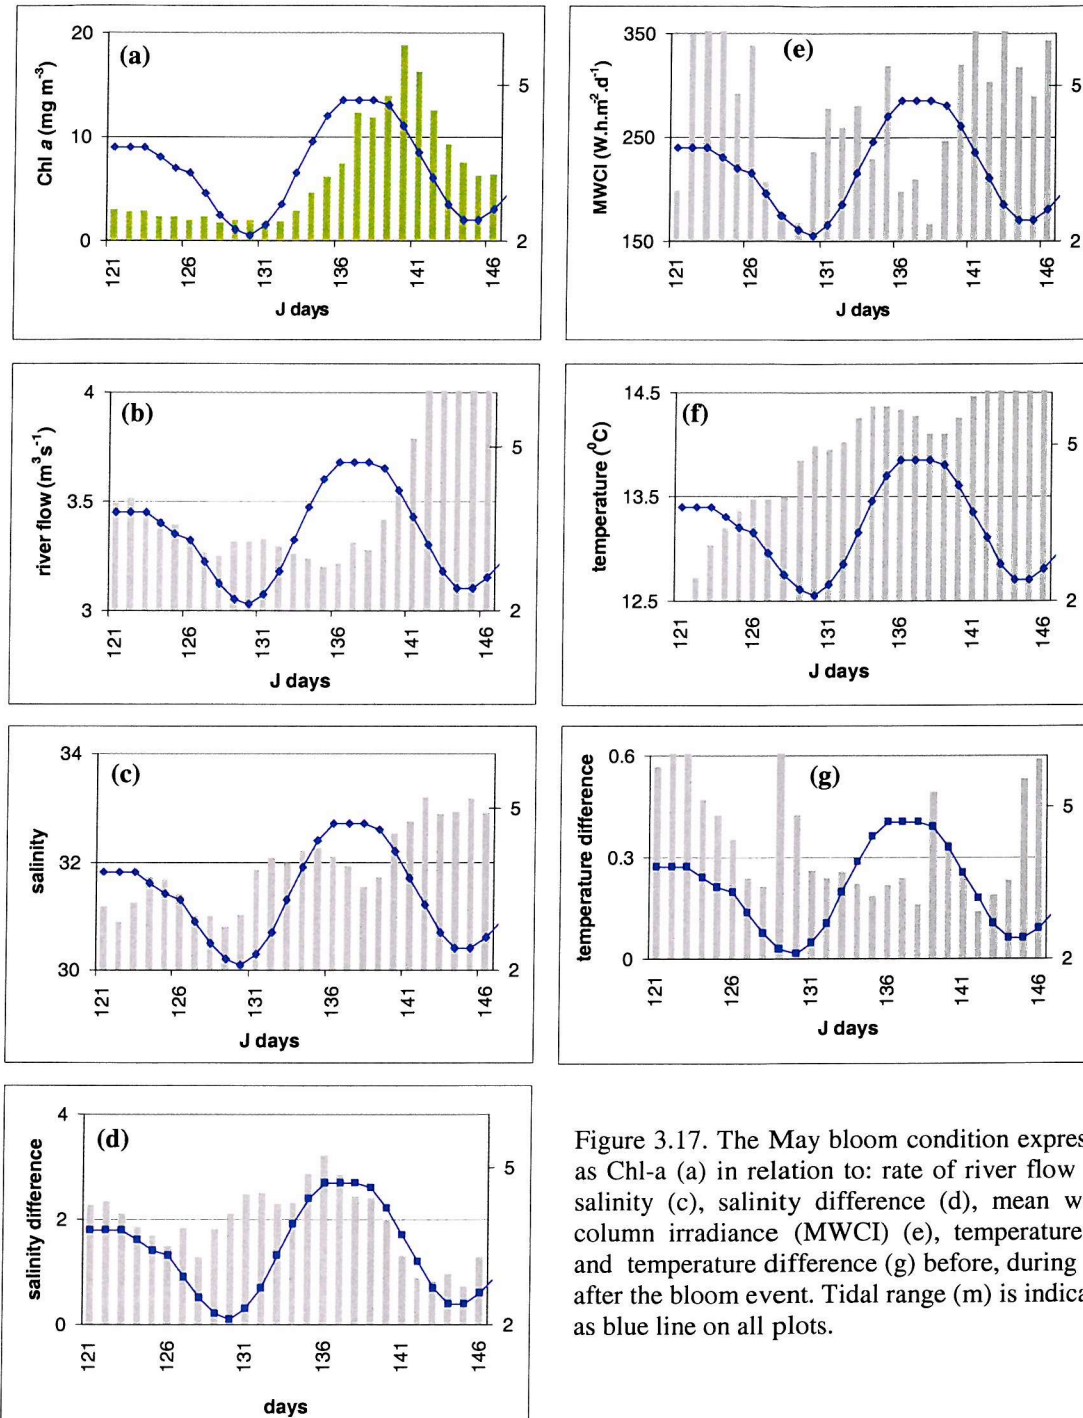 20
(a)
5
Chl a (mg m-3)
10
0
2
121
126
131
136
141
146
J days
350
(e)
5
MWCI (W.h.m².d-1)
250
150
2
121
126
131
136
141
146
J days
4
(b)
5
river flow (m³s-1)
3.5
3
2
121
126
131
136
141
146
J days
14.5
(f)
5
temperature (⁰C)
13.5
12.5
2
121
126
131
136
141
146
J days
34
(c)
5
salinity
32
30
2
121
126
131
136
141
146
J days
0.6
(g)
5
temperature difference
0.3
0
2
121
126
131
136
141
146
J days
4
(d)
5
salinity difference
2
0
2
121
126
131
136
141
146
days
Figure 3.17. The May bloom condition expres
as Chl-a (a) in relation to: rate of river flow
salinity (c), salinity difference (d), mean w
column irradiance (MWCI) (e), temperature
and temperature difference (g) before, during
after the bloom event. Tidal range (m) is indica
as blue line on all plots.